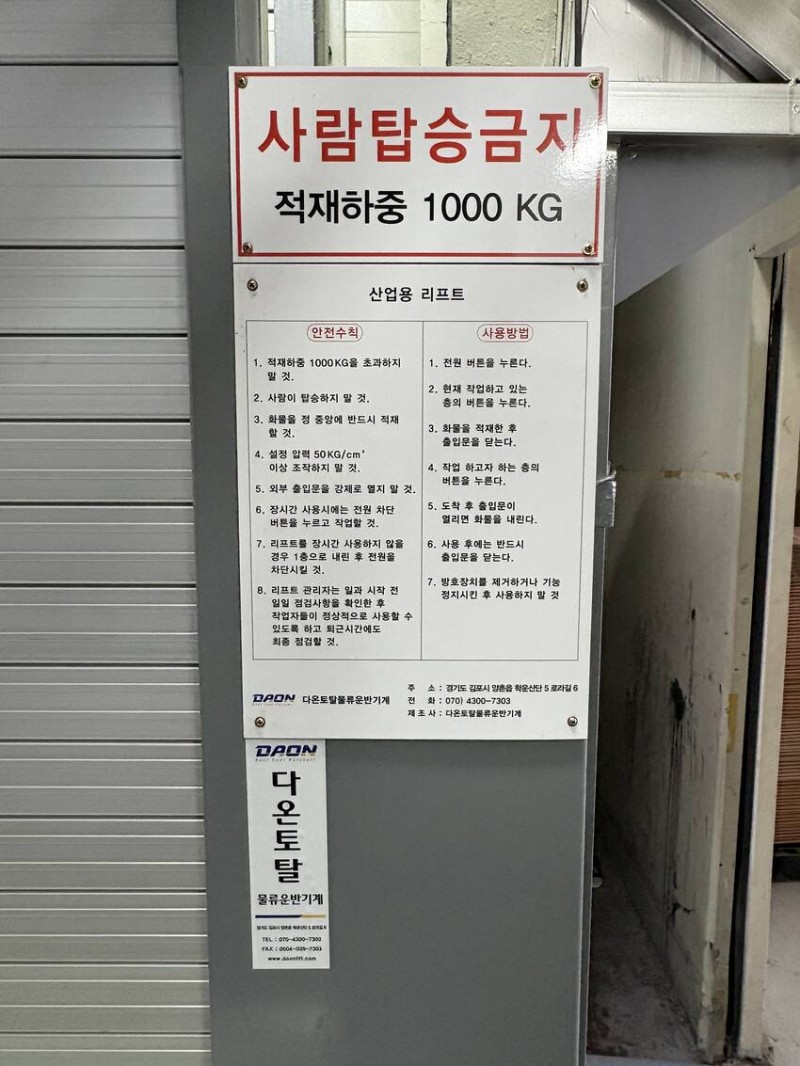 사람탑승금지
적재하중 1000 KG
산업용 리프트
안전수칙
1. 적재하중 1000KG을 초과하지
말 것.
2. 사람이 탑승하지 말 것.
3. 화물을 정 중앙에 반드시 적재
할 것.
4. 설정 압력 50KG/cm²
이상 조작하지 말 것.
5. 외부 출입문을 강제로 열지 말 것.
6. 장시간 사용시에는 전원 차단
버튼을 누르고 작업할 것.
7. 리프트를 장시간 사용하지 않을
경우 1층으로 내린 후 전원을
차단시킬 것.
8. 리프트 관리자는 일과 시작 전
일일 점검사항을 확인한 후
작업자들이 정상적으로 사용할 수
있도록 하고 퇴근시간에도
최종 점검할 것.
사용방법
1. 전원 버튼을 누른다.
2. 현재 작업하고 있는
층의 버튼을 누른다.
3. 화물을 적재한 후
출입문을 닫는다.
4. 작업 하고자 하는 층의
버튼을 누른다.
5. 도착 후 출입문이
열리면 화물을 내린다.
6. 사용 후에는 반드시
출입문을 닫는다.
7. 방호장치를 제거하거나 기능
정지시킨 후 사용하지 말 것
DAON 다온토탈물류운반기계
주 소 : 경기도 김포시 양촌읍 학운산단 5 로라길 6
전 화 : 070) 4300-7303
제 조 사 : 다온토탈물류운반기계
DAON
다온토탈
물류운반기계
TEL : 070-4300-7303
www.daonlift.com